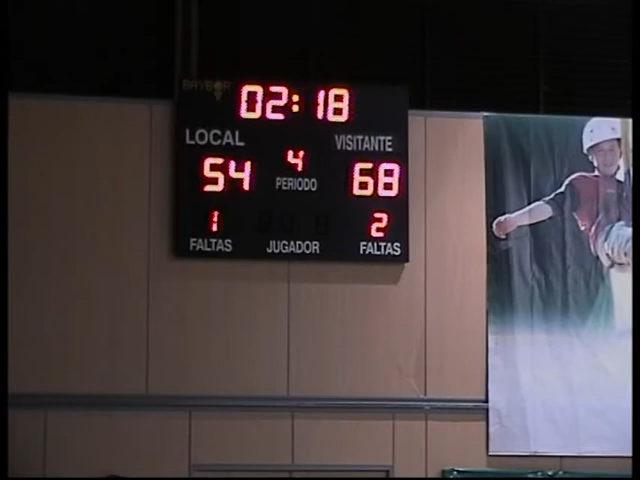 02:18
LOCAL VISITANTE
54 4 68
PERIODO
1 2
FALTAS JUGADOR FALTAS